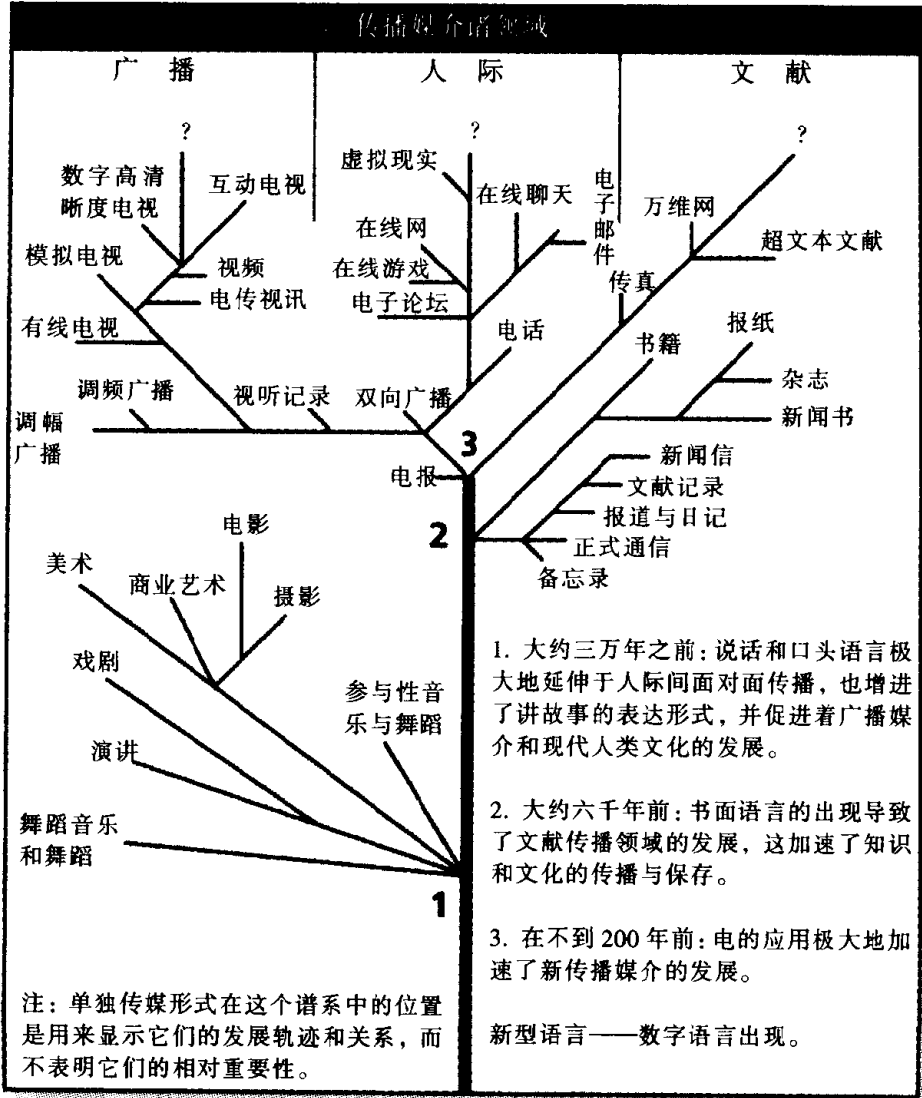 传播媒介诸领域
广 播
人 际
文 献
?
?
?
数字高清
晰度电视
互动电视
模拟电视
视频
电传视讯
有线电视
调频广播
视听记录
调幅
广播
虚拟现实
在线聊天
电子邮件
在线网
在线游戏
电子论坛
电话
双向广播
电报
万维网
超文本文献
传真
书籍
报纸
杂志
新闻书
新闻信
文献记录
报道与日记
正式通信
备忘录
3
2
电影
美术
商业艺术
摄影
戏剧
参与性音
乐与舞蹈
演讲
舞蹈音乐
和舞蹈
1
1. 大约三万年之前：说话和口头语言极
大地延伸于人际间面对面传播，也增进
了讲故事的表达形式，并促进着广播媒
介和现代人类文化的发展。
2. 大约六千年前：书面语言的出现导致
了文献传播领域的发展，这加速了知识
和文化的传播与保存。
3. 在不到 200 年前：电的应用极大地加
速了新传播媒介的发展。
新型语言——数字语言出现。
注：单独传媒形式在这个谱系中的位置
是用来显示它们的发展轨迹和关系，而
不表明它们的相对重要性。